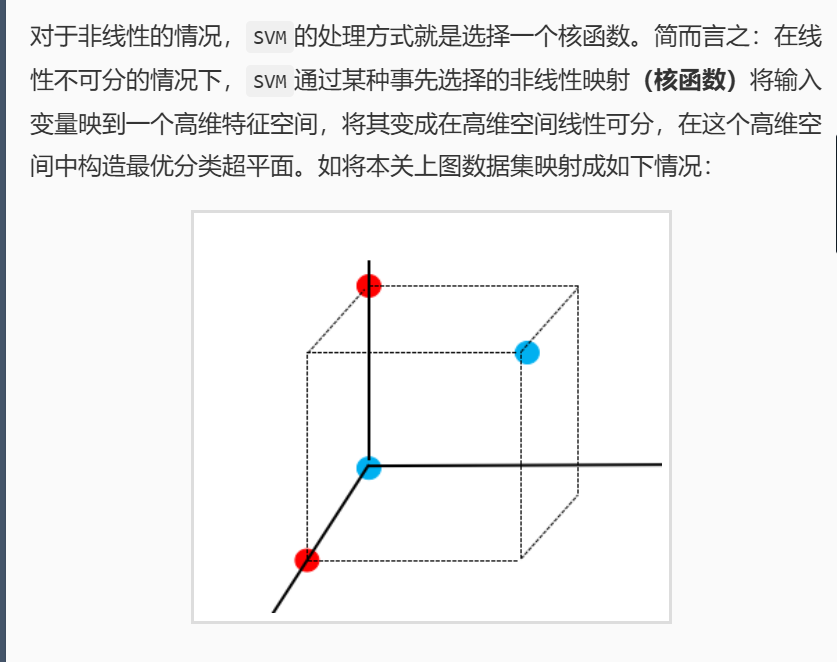 对于非线性的情况，SVM的处理方式就是选择一个核函数。简而言之：在线
性不可分的情况下，SVM通过某种事先选择的非线性映射（核函数）将输入
变量映到一个高维特征空间，将其变成在高维空间线性可分，在这个高维空
间中构造最优分类超平面。如将本关上图数据集映射成如下情况：